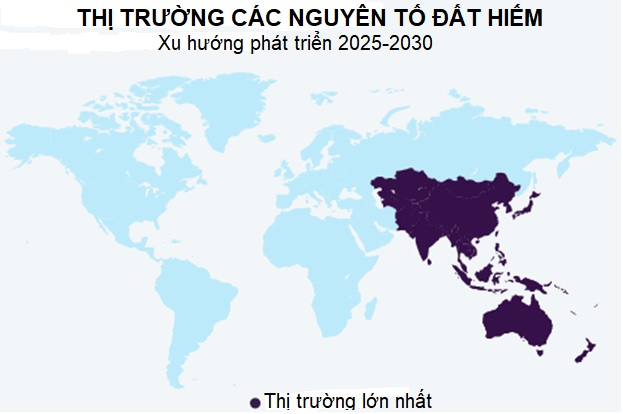 THỊ TRƯỜNG CÁC NGUYÊN TỐ ĐẤT HIẾM
Xu hướng phát triển 2025-2030
Thị trường lớn nhất